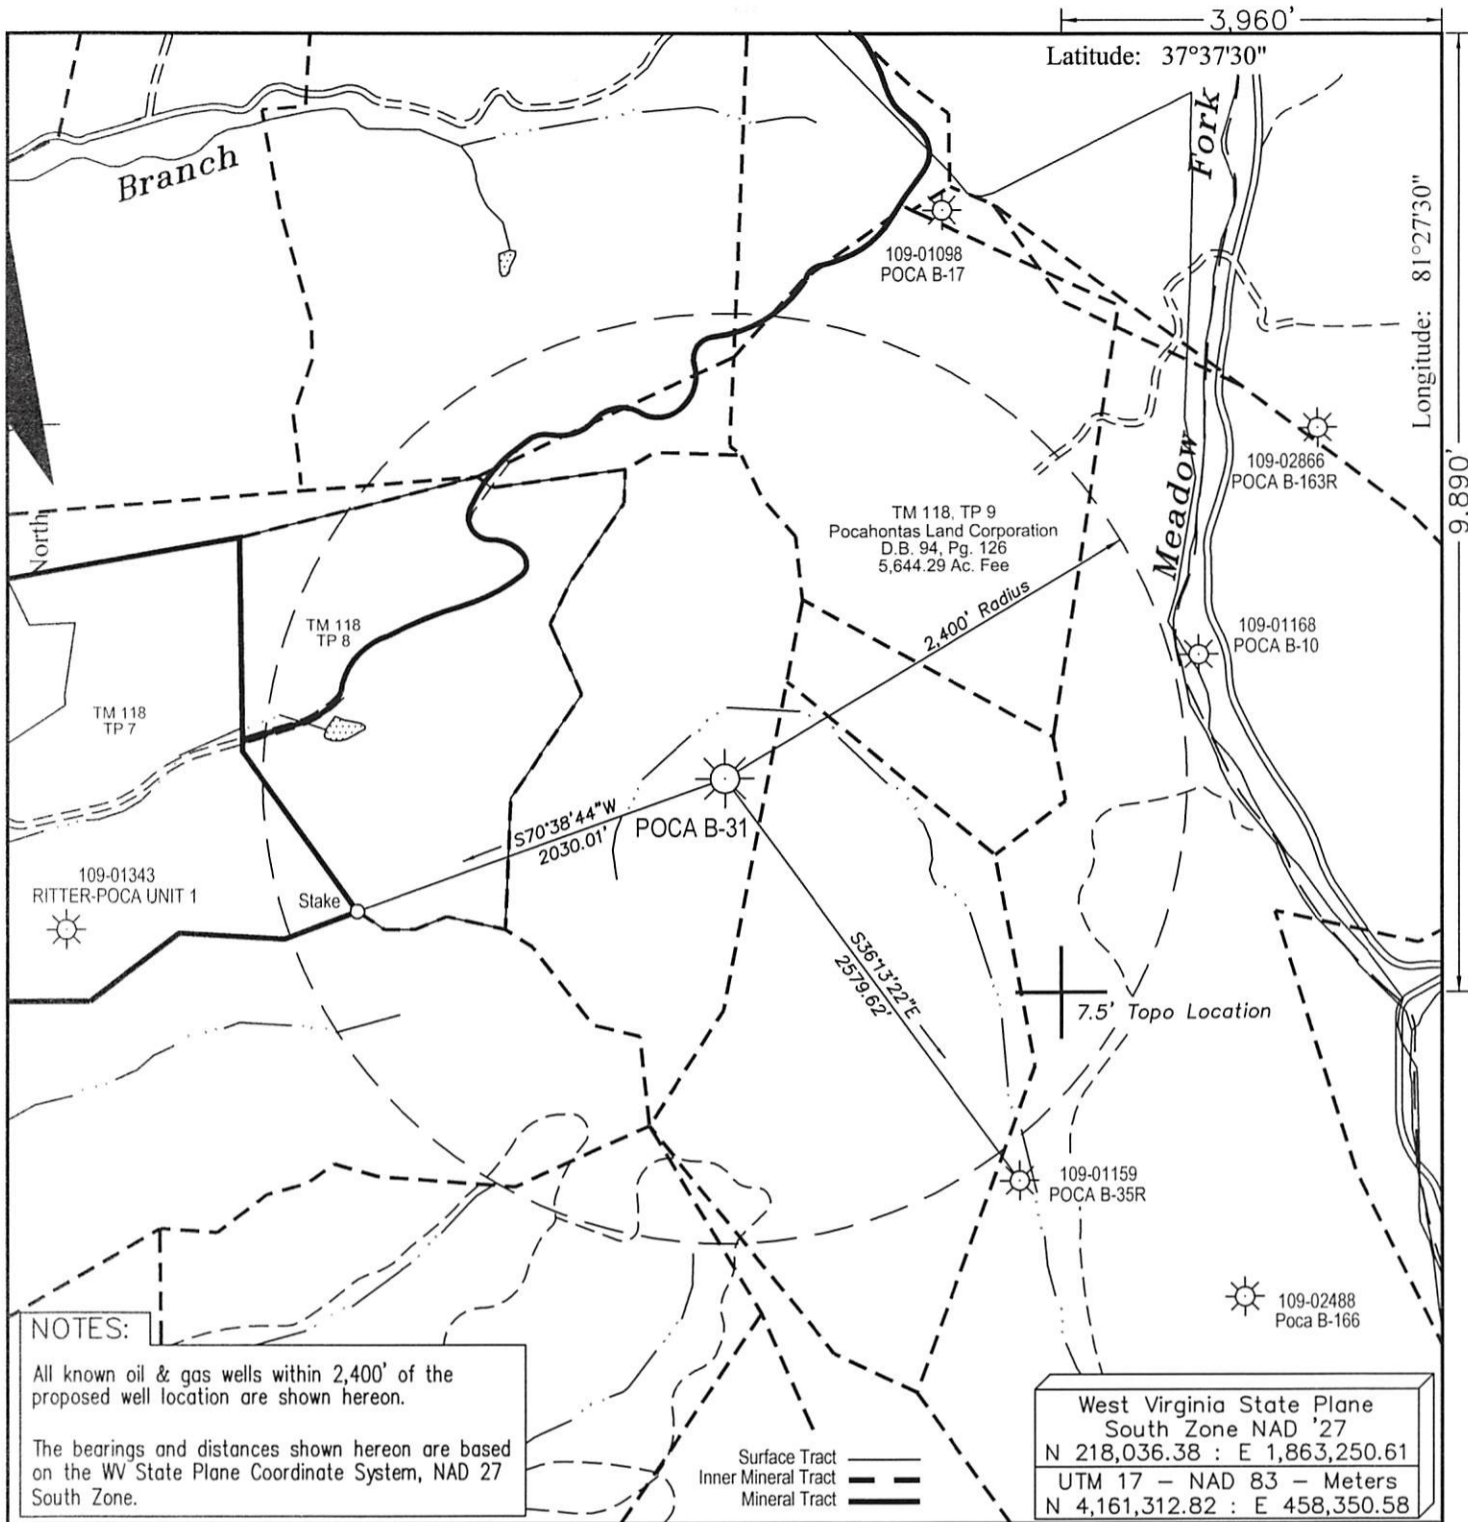 3,960'
Latitude: 37°37'30"
Longitude: 81°27'30"
9,890'
Branch
Fork
Meadow
North
109-01098
POCA B-17
109-02866
POCA B-163R
TM 118, TP 9
Pocahontas Land Corporation
D.B. 94, Pg. 126
5,644.29 Ac. Fee
2,400' Radius
109-01168
POCA B-10
TM 118
TP 8
TM 118
TP 7
S70°38'44"W
2030.01'
POCA B-31
109-01343
RITTER-POCA UNIT 1
Stake
S36°13'22"E
2579.62'
7.5' Topo Location
109-01159
POCA B-35R
109-02488
Poca B-166
NOTES:
All known oil & gas wells within 2,400' of the
proposed well location are shown hereon.
The bearings and distances shown hereon are based
on the WV State Plane Coordinate System, NAD 27
South Zone.
Surface Tract
Inner Mineral Tract
Mineral Tract
West Virginia State Plane
South Zone NAD '27
N 218,036.38 : E 1,863,250.61
UTM 17 - NAD 83 - Meters
N 4,161,312.82 : E 458,350.58